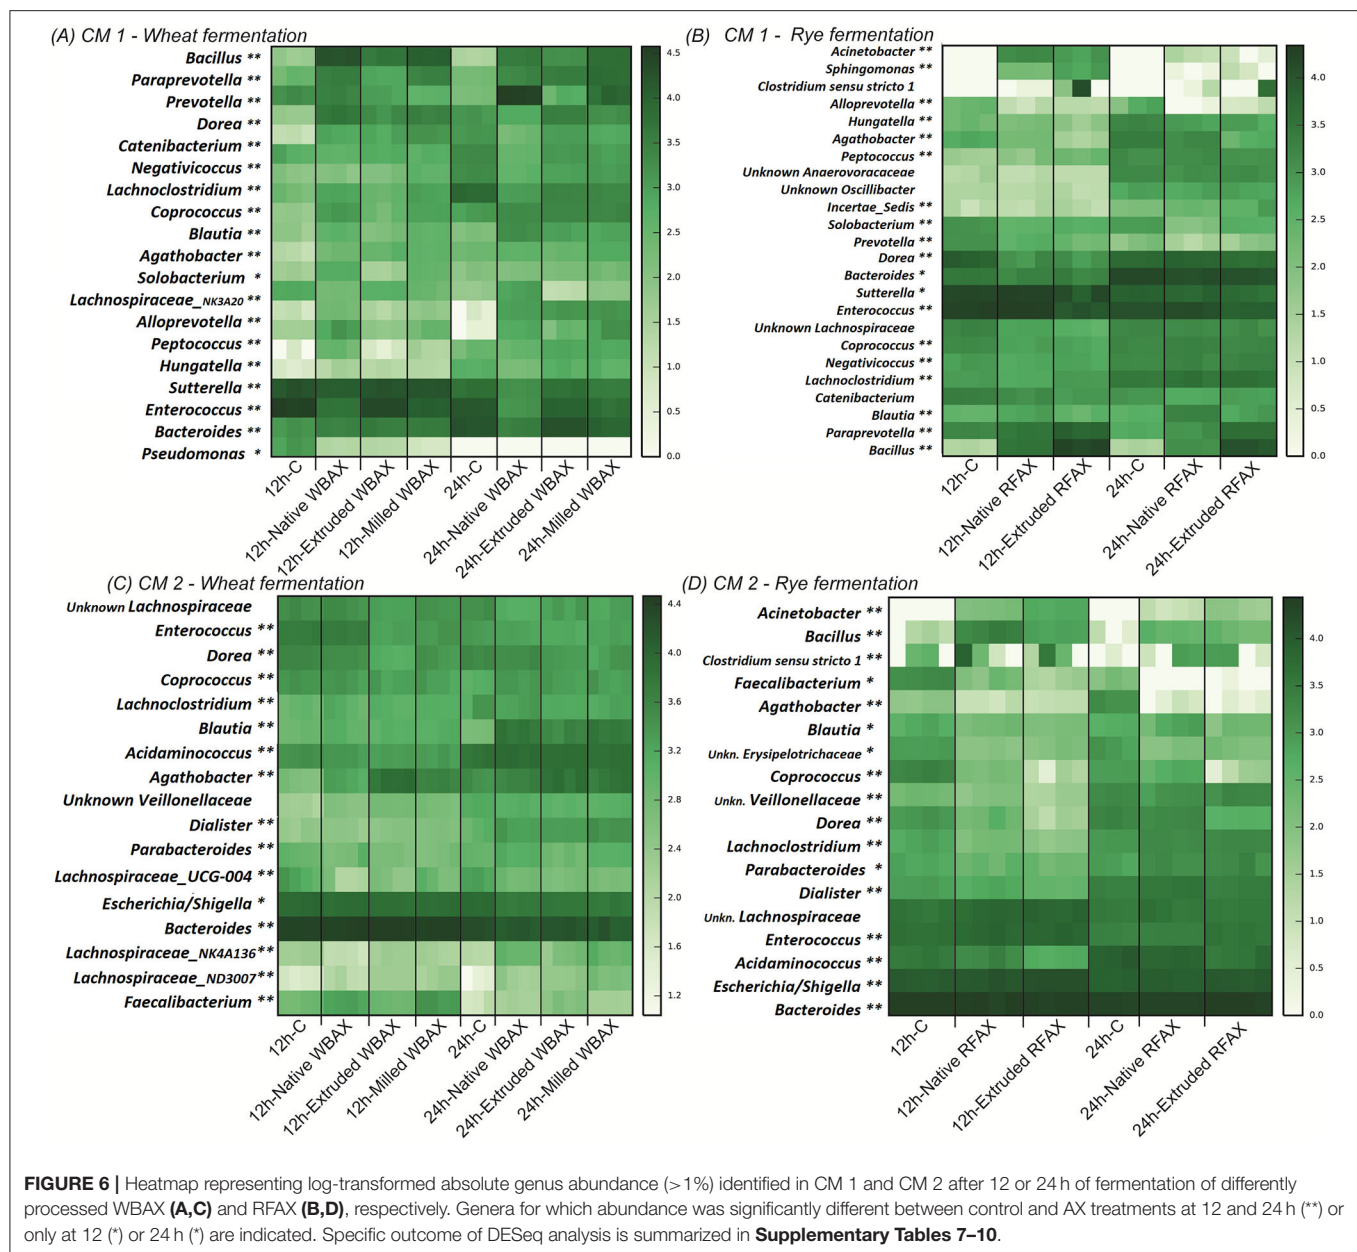 (A) CM 1 - Wheat fermentation
Bacillus **
Paraprevotella **
Prevotella **
Dorea **
Catenibacterium **
Negativicoccus **
Lachnoclostridium **
Coprococcus **
Blautia **
Agathobacter **
Solobacterium *
Lachnospiraceae_NK3A20 **
Alloprevotella **
Peptococcus **
Hungatella **
Sutterella **
Enterococcus **
Bacteroides **
Pseudomonas *
4.5
4.0
3.5
3.0
2.5
2.0
1.5
1.0
0.5
0.0
12h-C
12h-Native WBAX
12h-Extruded WBAX
12h-Milled WBAX
24h-C
24h-Native WBAX
24h-Extruded WBAX
24h-Milled WBAX
(B) CM 1 - Rye fermentation
Acinetobacter **
Sphingomonas **
Clostridium sensu stricto 1
Alloprevotella **
Hungatella **
Agathobacter **
Peptococcus **
Unknown Anaerovoracaceae
Unknown Oscillibacter
Incertae_Sedis **
Solobacterium **
Prevotella **
Dorea **
Bacteroides *
Sutterella *
Enterococcus **
Unknown Lachnospiraceae
Coprococcus **
Negativicoccus **
Lachnoclostridium **
Catenibacterium
Blautia **
Paraprevotella **
Bacillus **
4.0
3.5
3.0
2.5
2.0
1.5
1.0
0.5
0.0
12h-C
12h-Native RFAX
12h-Extruded RFAX
24h-C
24h-Native RFAX
24h-Extruded RFAX
(C) CM 2 - Wheat fermentation
Unknown Lachnospiraceae
Enterococcus **
Dorea **
Coprococcus **
Lachnoclostridium **
Blautia **
Acidaminococcus **
Agathobacter **
Unknown Veillonellaceae
Dialister **
Parabacteroides **
Lachnospiraceae_UCG-004 **
Escherichia/Shigella *
Bacteroides **
Lachnospiraceae_NK4A136 **
Lachnospiraceae_ND3007 **
Faecalibacterium **
4.4
4.0
3.6
3.2
2.8
2.4
2.0
1.6
1.2
12h-C
12h-Native WBAX
12h-Extruded WBAX
12h-Milled WBAX
24h-C
24h-Native WBAX
24h-Extruded WBAX
24h-Milled WBAX
(D) CM 2 - Rye fermentation
Acinetobacter **
Bacillus **
Clostridium sensu stricto 1 **
Faecalibacterium *
Agathobacter **
Blautia *
Unkn. Erysipelotrichaceae *
Coprococcus **
Unkn. Veillonellaceae **
Dorea **
Lachnoclostridium **
Parabacteroides *
Dialister **
Unkn. Lachnospiraceae
Enterococcus **
Acidaminococcus **
Escherichia/Shigella **
Bacteroides **
4.0
3.5
3.0
2.5
2.0
1.5
1.0
0.5
0.0
12h-C
12h-Native RFAX
12h-Extruded RFAX
24h-C
24h-Native RFAX
24h-Extruded RFAX
FIGURE 6 | Heatmap representing log-transformed absolute genus abundance (>1%) identified in CM 1 and CM 2 after 12 or 24 h of fermentation of differently
processed WBAX (A,C) and RFAX (B,D), respectively. Genera for which abundance was significantly different between control and AX treatments at 12 and 24 h (**) or
only at 12 (*) or 24 h (*) are indicated. Specific outcome of DESeq analysis is summarized in Supplementary Tables 7–10.